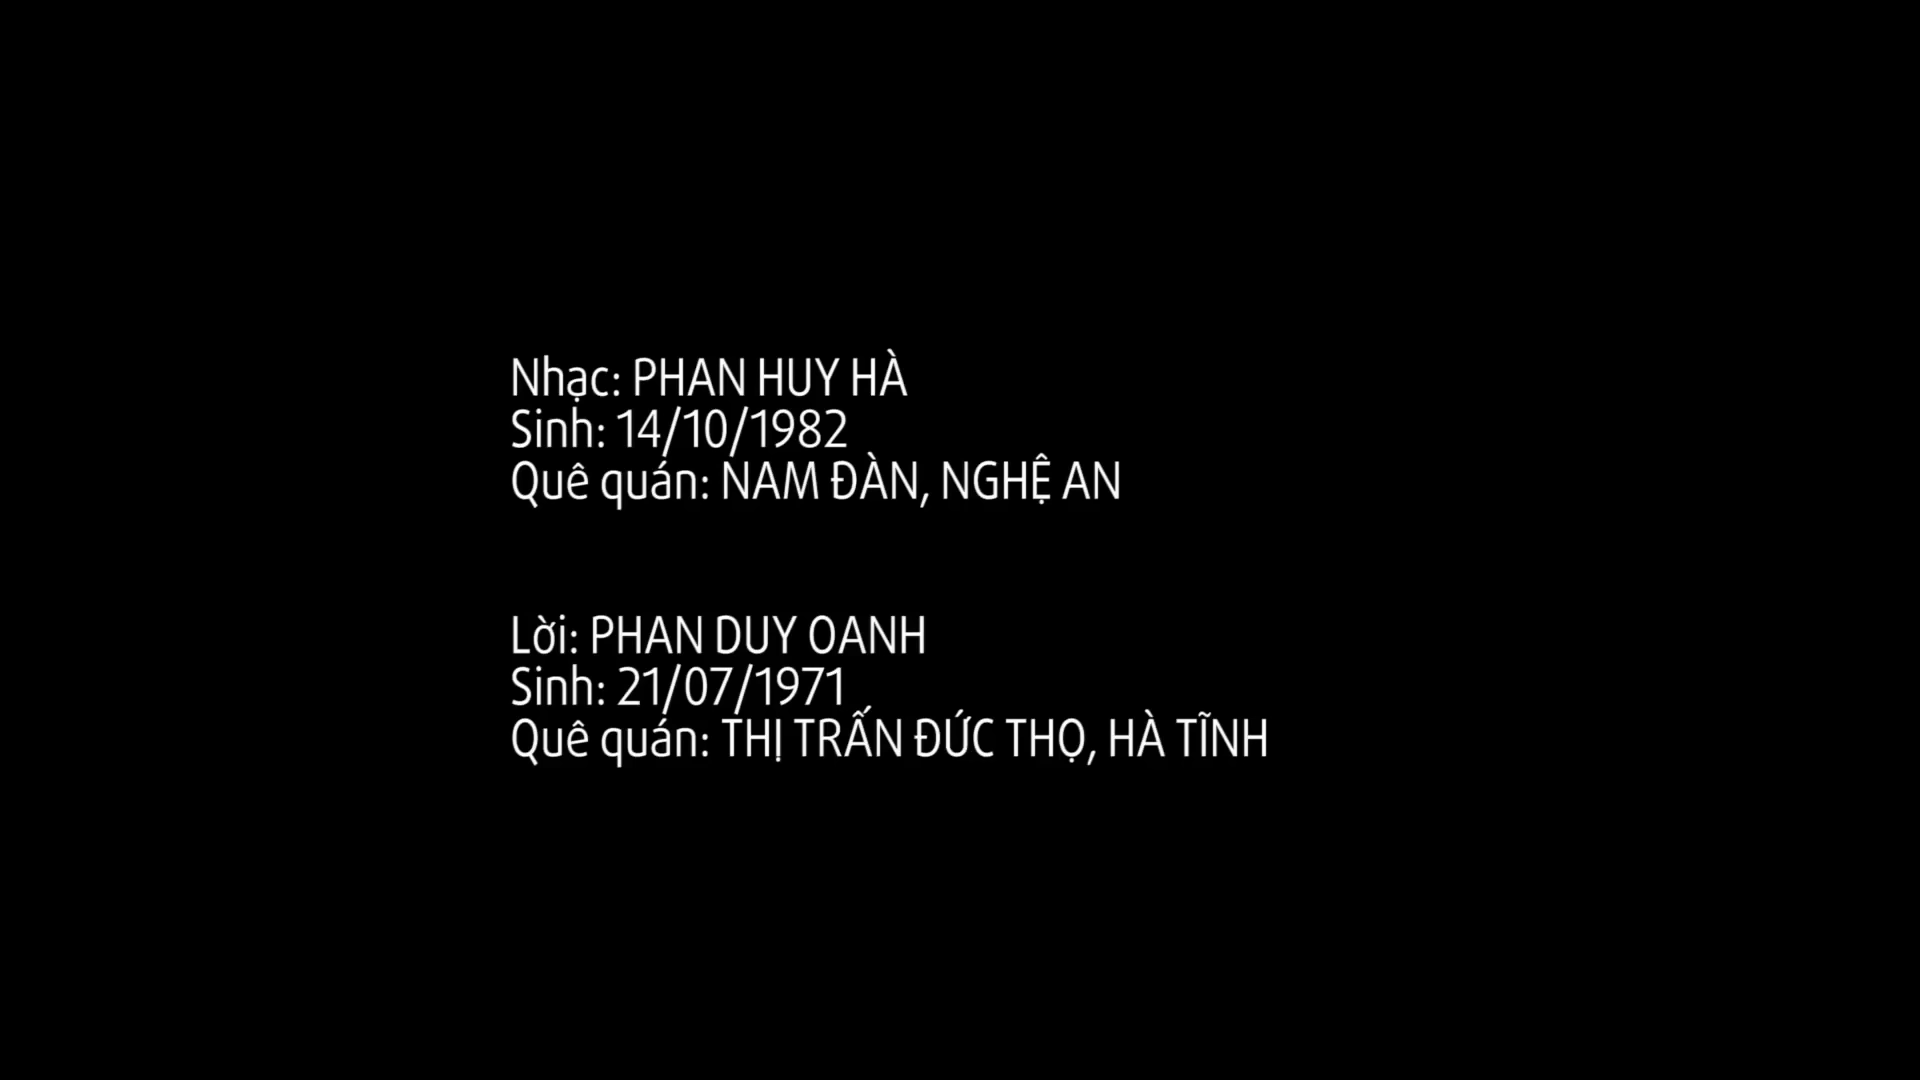 Nhạc: PHAN HUY HÀ
Sinh: 14/10/1982
Quê quán: NAM ĐÀN, NGHỆ AN
Lời: PHAN DUY OANH
Sinh: 21/07/1971
Quê quán: THỊ TRẤN ĐỨC THỌ, HÀ TĨNH